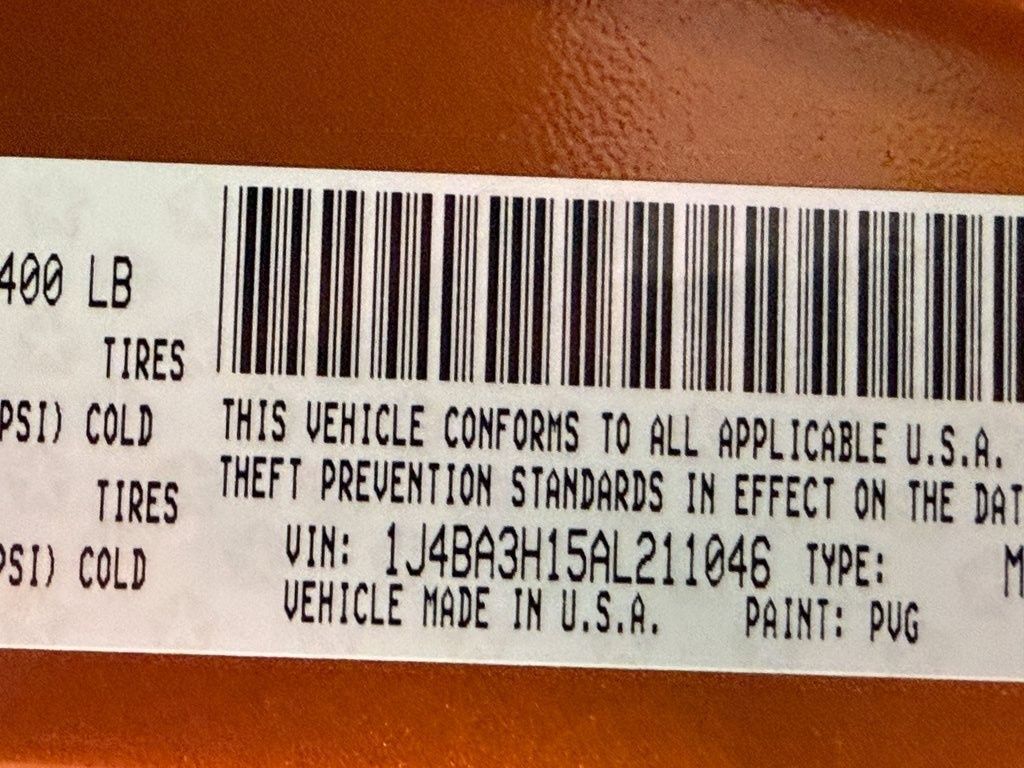 400 LB
TIRES
PSI) COLD
TIRES
PSI) COLD
THIS VEHICLE CONFORMS TO ALL APPLICABLE U.S.A.
THEFT PREVENTION STANDARDS IN EFFECT ON THE DAT
VIN: 1J4BA3H15AL211046 TYPE: M
VEHICLE MADE IN U.S.A. PAINT: PVG